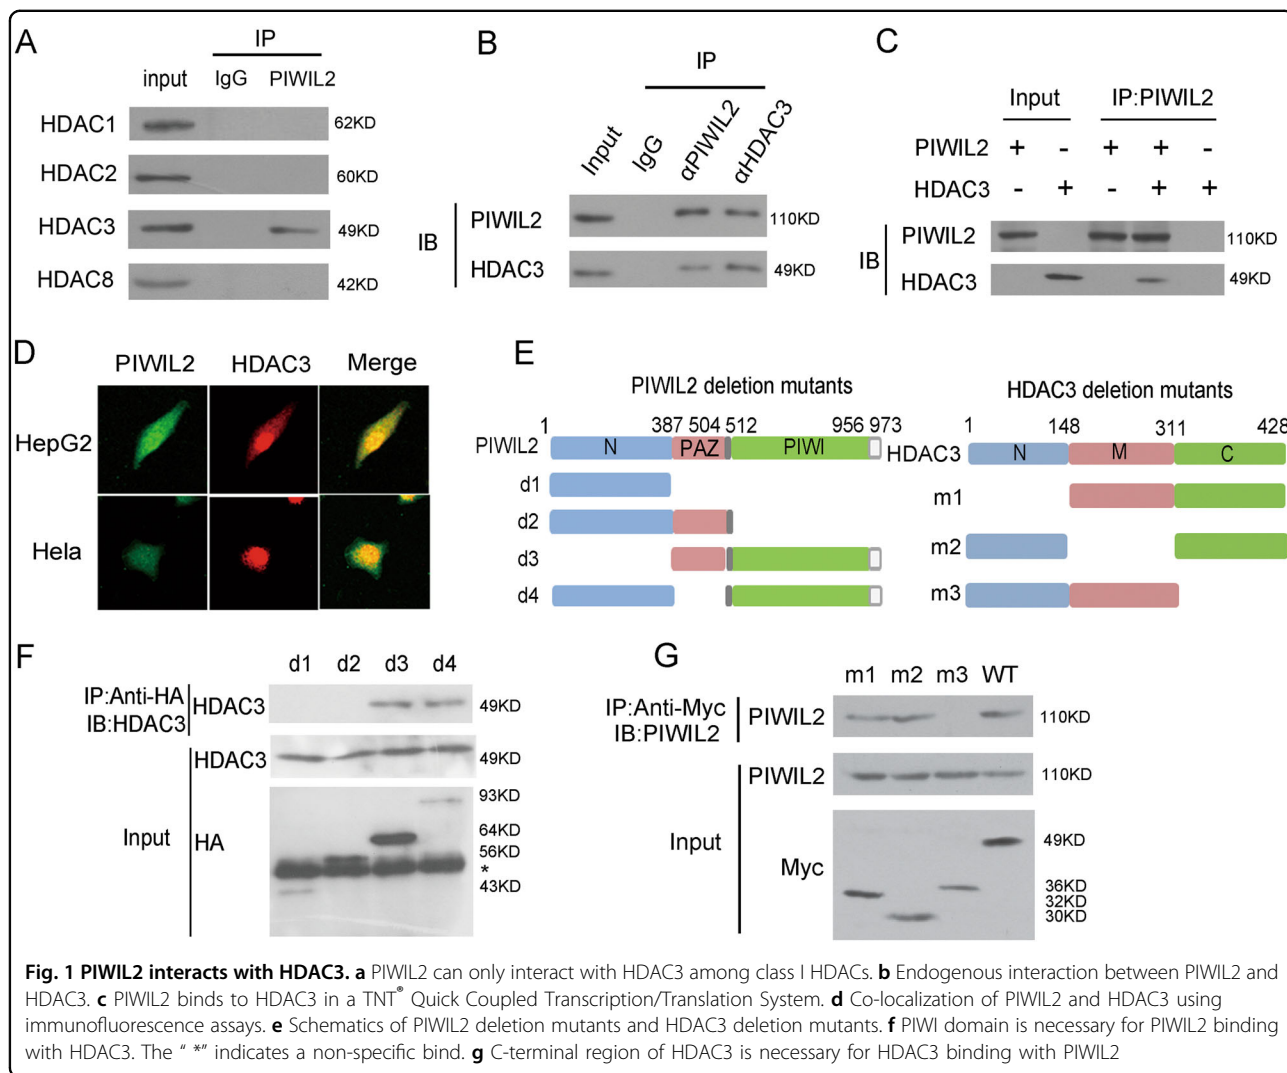 A
IP
input IgG PIWIL2
HDAC1 62KD
HDAC2 60KD
HDAC3 49KD
HDAC8 42KD
B
IP
Input IgG αPIWIL2 αHDAC3
IB
PIWIL2 110KD
HDAC3 49KD
C
Input IP:PIWIL2
PIWIL2 + - + + -
HDAC3 - + - + +
IB
PIWIL2 110KD
HDAC3 49KD
D
PIWIL2 HDAC3 Merge
HepG2
Hela
E
PIWIL2 deletion mutants
1 387 504 512 956 973
PIWIL2 N PAZ PIWI
d1
d2
d3
d4
HDAC3 deletion mutants
1 148 311 428
HDAC3 N M C
m1
m2
m3
F
d1 d2 d3 d4
IP:Anti-HA
IB:HDAC3
HDAC3 49KD
Input
HDAC3 49KD
HA
93KD
64KD
56KD
*
43KD
G
m1 m2 m3 WT
IP:Anti-Myc
IB:PIWIL2
PIWIL2 110KD
Input
PIWIL2 110KD
Myc
49KD
36KD
32KD
30KD
Fig. 1 PIWIL2 interacts with HDAC3. a PIWIL2 can only interact with HDAC3 among class I HDACs. b Endogenous interaction between PIWIL2 and
HDAC3. c PIWIL2 binds to HDAC3 in a TNT® Quick Coupled Transcription/Translation System. d Co-localization of PIWIL2 and HDAC3 using
immunofluorescence assays. e Schematics of PIWIL2 deletion mutants and HDAC3 deletion mutants. f PIWI domain is necessary for PIWIL2 binding
with HDAC3. The “ *” indicates a non-specific bind. g C-terminal region of HDAC3 is necessary for HDAC3 binding with PIWIL2